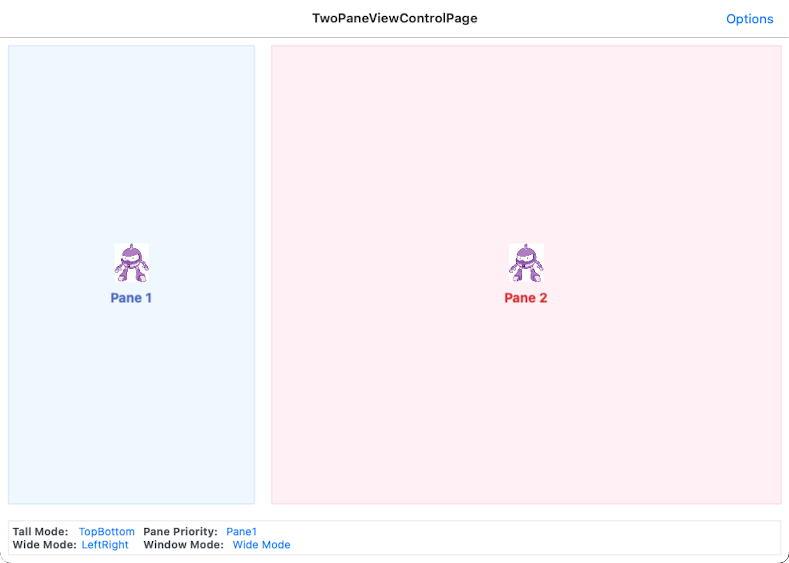 TwoPaneViewControlPage
Options
Pane 1
Pane 2
Tall Mode: TopBottom Pane Priority: Pane1
Wide Mode: LeftRight Window Mode: Wide Mode